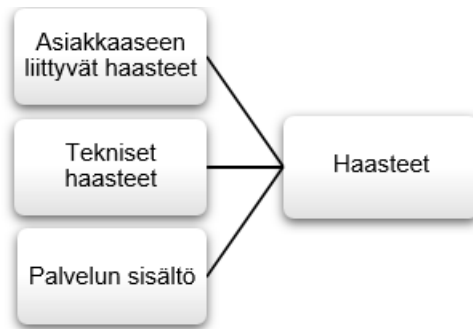 Asiakkaaseen
liittyvät haasteet
Tekniset
haasteet
Haasteet
Palvelun sisältö